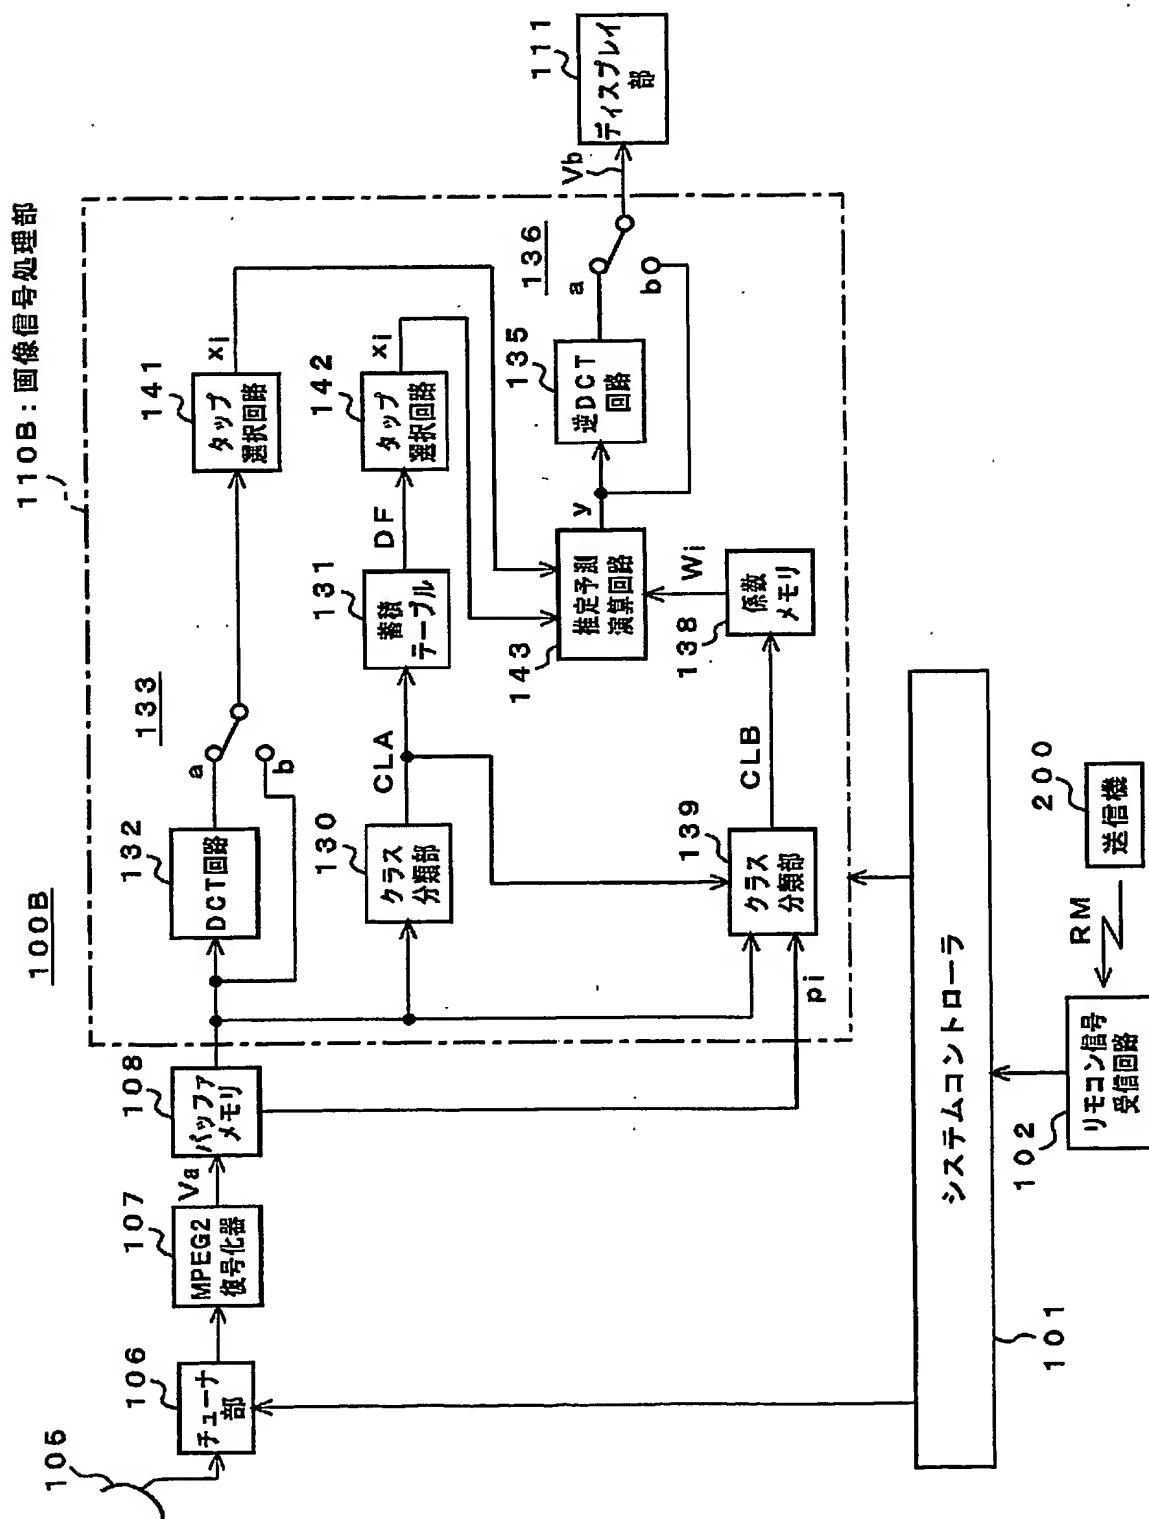 100B
110B:画像信号処理部
105
106
チューナ
部
107
MPEG2
復号化器
Va
108
バッファ
メモリ
132
DCT回路
133
a
b
141
タップ
選択回路
xi
130
クラス
分類部
CLA
131
蓄積
テーブル
DF
142
タップ
選択回路
xi
143
推定予測
演算回路
y
135
逆DCT
回路
136
a
b
Vb
111
ディスプレイ
部
139
クラス
分類部
pi
CLB
138
係数
メモリ
Wi
システムコントローラ
101
102
リモコン信号
受信回路
RM
200
送信機